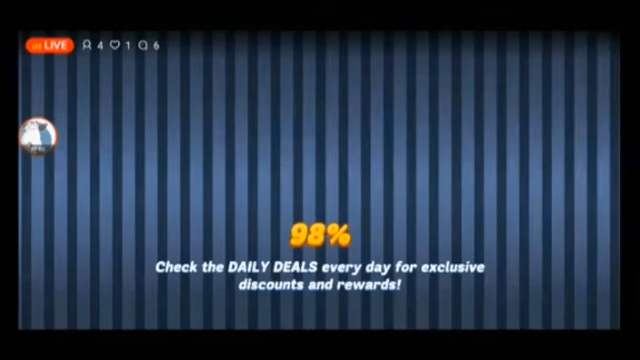 LIVE 4 1 6
98%
Check the DAILY DEALS every day for exclusive
discounts and rewards!